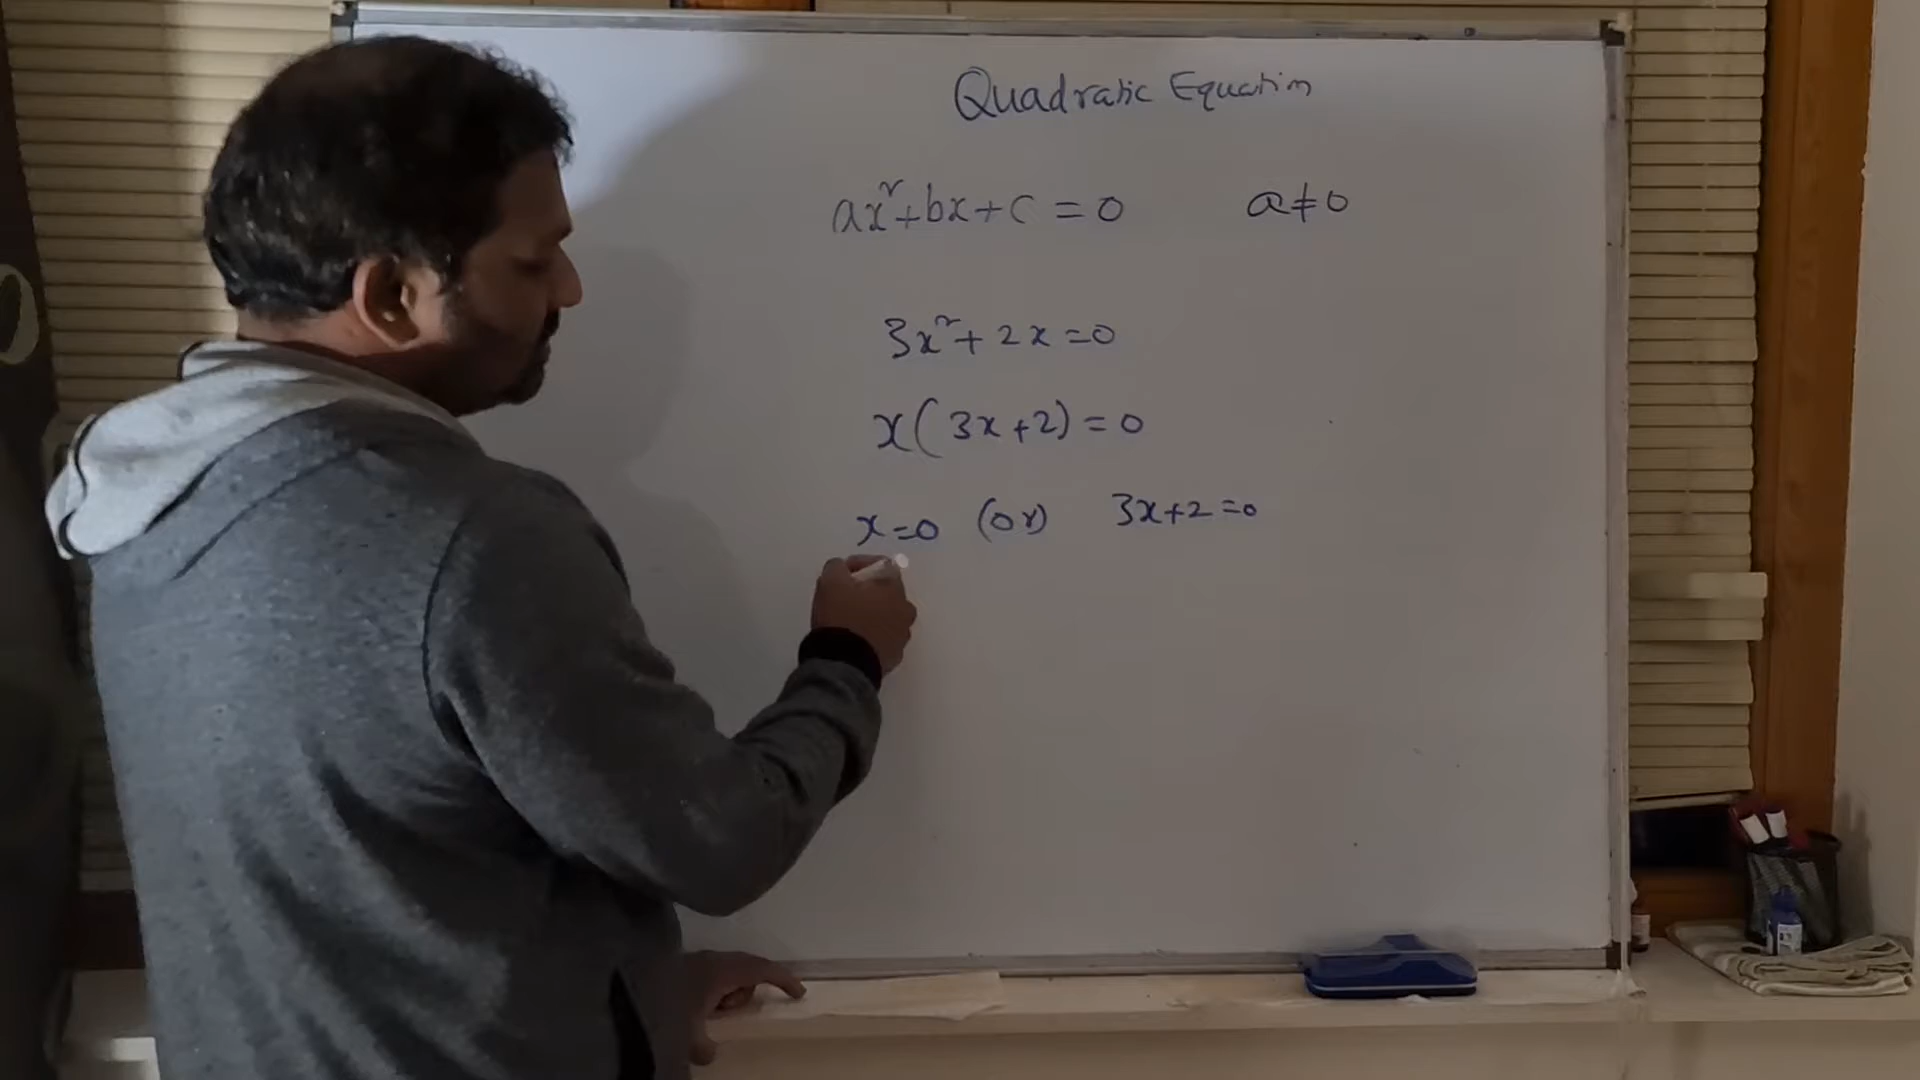 Quadratic Equation
ax²+bx+c=0 a≠0
3x²+2x=0
x(3x+2)=0
x=0 (or) 3x+2=0